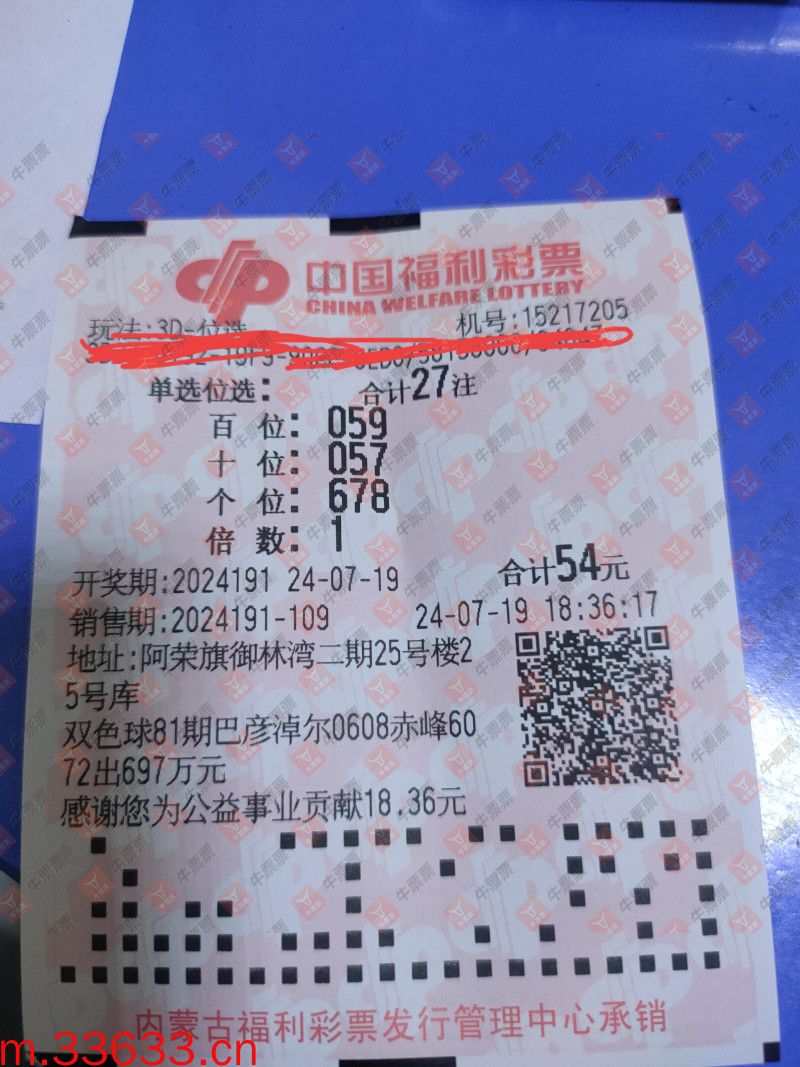 中国福利彩票
CHINA WELFARE LOTTERY
玩法:3D-位选 机号:15217205
单选位选: 合计27注
百 位: 059
十 位: 057
个 位: 678
倍 数: 1
开奖期:2024191 24-07-19 合计54元
销售期:2024191-109 24-07-19 18:36:17
地址:阿荣旗御林湾二期25号楼2
5号库
双色球81期巴彦淖尔0608赤峰60
72出697万元
感谢您为公益事业贡献18.36元
内蒙古福利彩票发行管理中心承销
m.33633.cn
牛票票